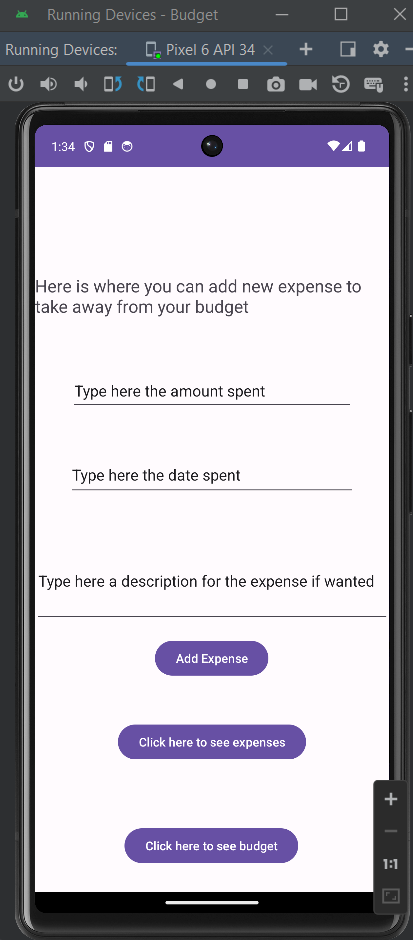 Running Devices - Budget
Running Devices: Pixel 6 API 34
1:34
Here is where you can add new expense to
take away from your budget
Type here the amount spent
Type here the date spent
Type here a description for the expense if wanted
Add Expense
Click here to see expenses
Click here to see budget
1:1